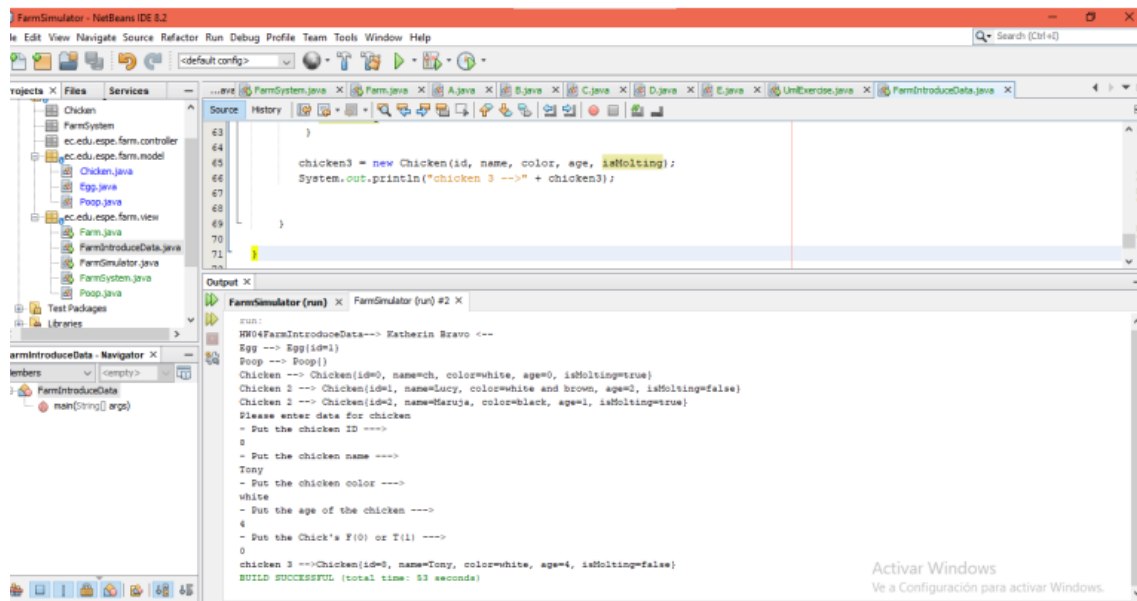 FarmSimulator - NetBeans IDE 8.2
le Edit View Navigate Source Refactor Run Debug Profile Team Tools Window Help
Search (Ctrl+I)
<default config>
rojects Files Services
...ava FarmSystem.java Farm.java A.java B.java C.java D.java E.java UmlExercise.java FarmIntroduceData.java
Source History
Chicken
FarmSystem
ec.edu.espe.farm.controller
ec.edu.espe.farm.model
Chicken.java
Egg.java
Poop.java
ec.edu.espe.farm.view
Farm.java
FarmIntroduceData.java
FarmSimulator.java
FarmSystem.java
Poop.java
Test Packages
Libraries
63 }
64
65 chicken3 = new Chicken(id, name, color, age, isMolting);
66 System.out.println("chicken 3 -->" + chicken3);
67
68
69 }
70
71 }
armIntroduceData - Navigator
embers <empty>
FarmIntroduceData
main(String[] args)
Output
FarmSimulator (run) FarmSimulator (run) #2
run:
HW04FarmIntroduceData--> Katherin Bravo <--
Egg --> Egg{id=1}
Poop --> Poop{}
Chicken --> Chicken{id=0, name=ch, color=white, age=0, isMolting=true}
Chicken 2 --> Chicken{id=1, name=Lucy, color=white and brown, age=2, isMolting=false}
Chicken 2 --> Chicken{id=2, name=Maruja, color=black, age=1, isMolting=true}
Please enter data for chicken
- Put the chicken ID --->
- Put the chicken name --->
Tony
- Put the chicken color --->
white
- Put the age of the chicken --->
4
- Put the Chick's F(0) or T(1) --->
0
chicken 3 -->Chicken{id=8, name=Tony, color=white, age=4, isMolting=false}
BUILD SUCCESSFUL (total time: 53 seconds)
Activar Windows
Ve a Configuración para activar Windows.